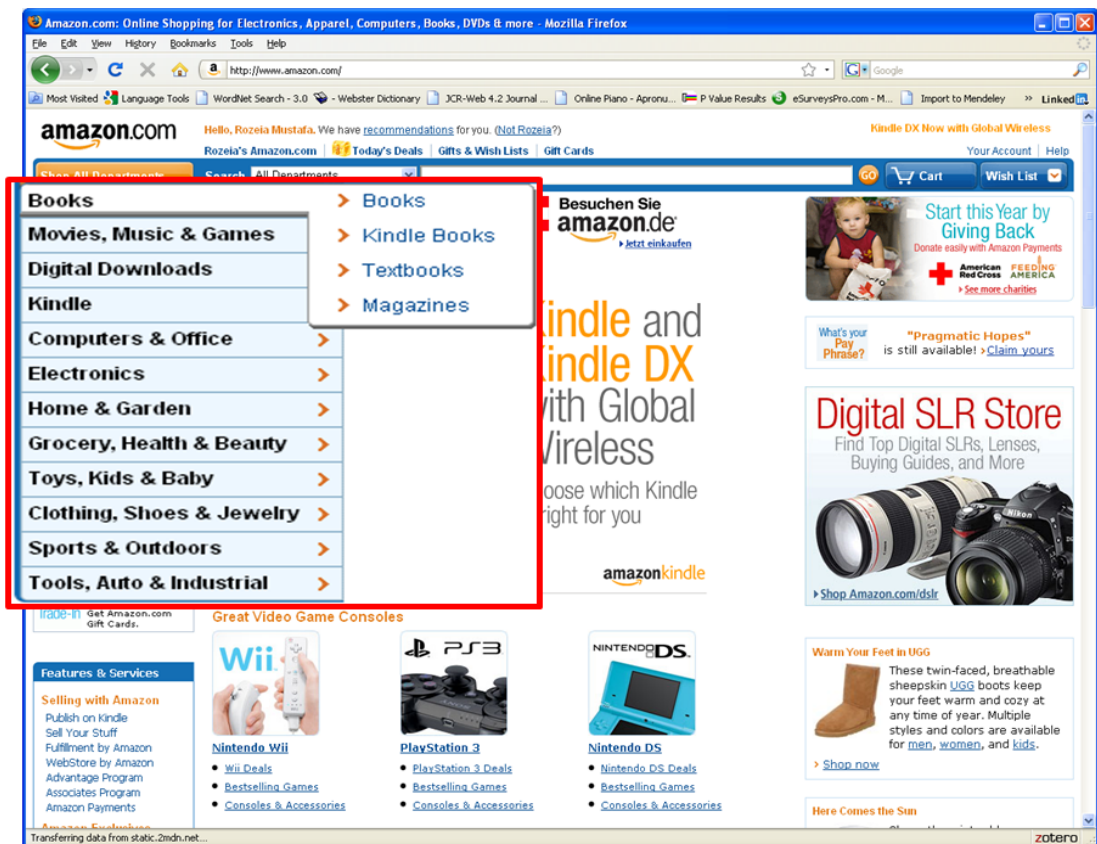 Amazon.com: Online Shopping for Electronics, Apparel, Computers, Books, DVDs & more - Mozilla Firefox
File Edit View History Bookmarks Tools Help
http://www.amazon.com/
Google
Most Visited Language Tools WordNet Search - 3.0 - Webster Dictionary JCR-Web 4.2 Journal ... Online Piano - Apronu... P Value Results eSurveysPro.com - M... Import to Mendeley » Linked in
amazon.com
Hello, Rozeia Mustafa. We have recommendations for you. (Not Rozeia?)
Kindle DX Now with Global Wireless
Rozeia's Amazon.com | Today's Deals | Gifts & Wish Lists | Gift Cards
Your Account | Help
Shop All Departments
Search All Departments
GO
Cart
Wish List
Books
Movies, Music & Games
Digital Downloads
Kindle
Computers & Office
Electronics
Home & Garden
Grocery, Health & Beauty
Toys, Kids & Baby
Clothing, Shoes & Jewelry
Sports & Outdoors
Tools, Auto & Industrial
Books
Kindle Books
Textbooks
Magazines
Besuchen Sie
amazon.de
Jetzt einkaufen
indle and
indle DX
ith Global
ireless
oose which Kindle
right for you
amazonkindle
Start this Year by
Giving Back
Donate easily with Amazon Payments
American
Red Cross
FEEDING
AMERICA
See more charities
What's your
Pay
Phrase?
"Pragmatic Hopes"
is still available! Claim yours
Digital SLR Store
Find Top Digital SLRs, Lenses,
Buying Guides, and More
Nikon
Shop Amazon.com/dslr
Trade-In
Get Amazon.com
Gift Cards.
Great Video Game Consoles
Wii
PS3
NINTENDO DS
Nintendo Wii
Wii Deals
Bestselling Games
Consoles & Accessories
PlayStation 3
PlayStation 3 Deals
Bestselling Games
Consoles & Accessories
Nintendo DS
Nintendo DS Deals
Bestselling Games
Consoles & Accessories
Features & Services
Selling with Amazon
Publish on Kindle
Sell Your Stuff
Fulfillment by Amazon
WebStore by Amazon
Advantage Program
Associates Program
Amazon Payments
Amazon Exclusives
Warm Your Feet in UGG
These twin-faced, breathable
sheepskin UGG boots keep
your feet warm and cozy at
any time of year. Multiple
styles and colors are available
for men, women, and kids.
Shop now
Here Comes the Sun
Transferring data from static.2mdn.net...
zotero